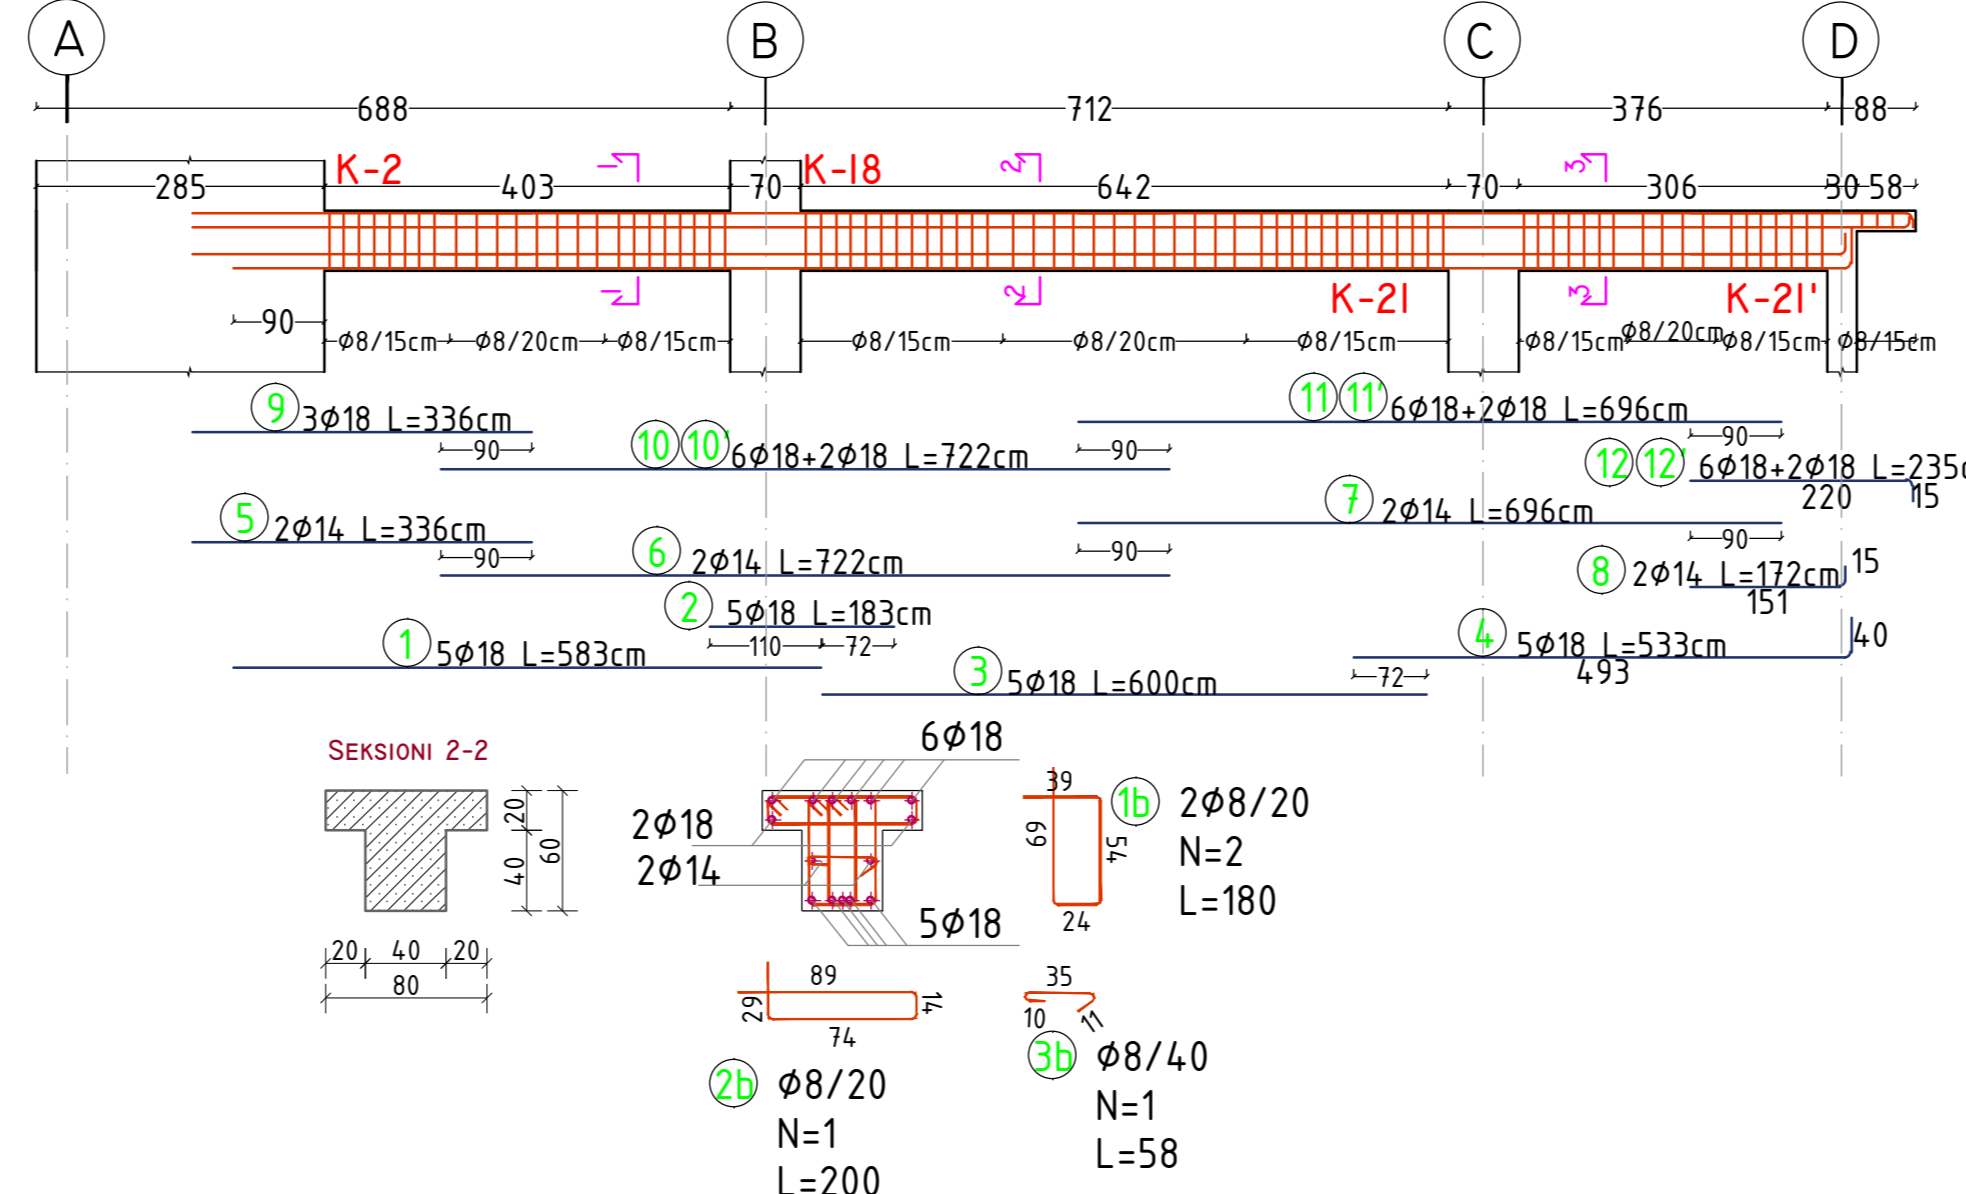 A B C D
688 712 376 88
K-2 K-18
285 403 70 642 70 306 30 58
1 2 3
1 2 3
K-21 K-21'
90
Φ8/15cm Φ8/20cm Φ8/15cm Φ8/15cm Φ8/20cm Φ8/15cm Φ8/15cm Φ8/20cm Φ8/15cm Φ8/15cm
9 3Φ18 L=336cm
90
10 10' 6Φ18+2Φ18 L=722cm
90
11 11' 6Φ18+2Φ18 L=696cm
90
12 12' 6Φ18+2Φ18 L=235c
220 15
5 2Φ14 L=336cm
90
6 2Φ14 L=722cm
90
7 2Φ14 L=696cm
90
8 2Φ14 L=172cm 15
151
2 5Φ18 L=183cm
110 72
1 5Φ18 L=583cm
3 5Φ18 L=600cm
4 5Φ18 L=533cm 40
72 493
SEKSIONI 2-2
20
40
60
20 40 20
80
6Φ18
2Φ18
2Φ14
5Φ18
39
69
54
24
1b 2Φ8/20
N=2
L=180
89
29
14
74
2b Φ8/20
N=1
L=200
35
10 11
3b Φ8/40
N=1
L=58